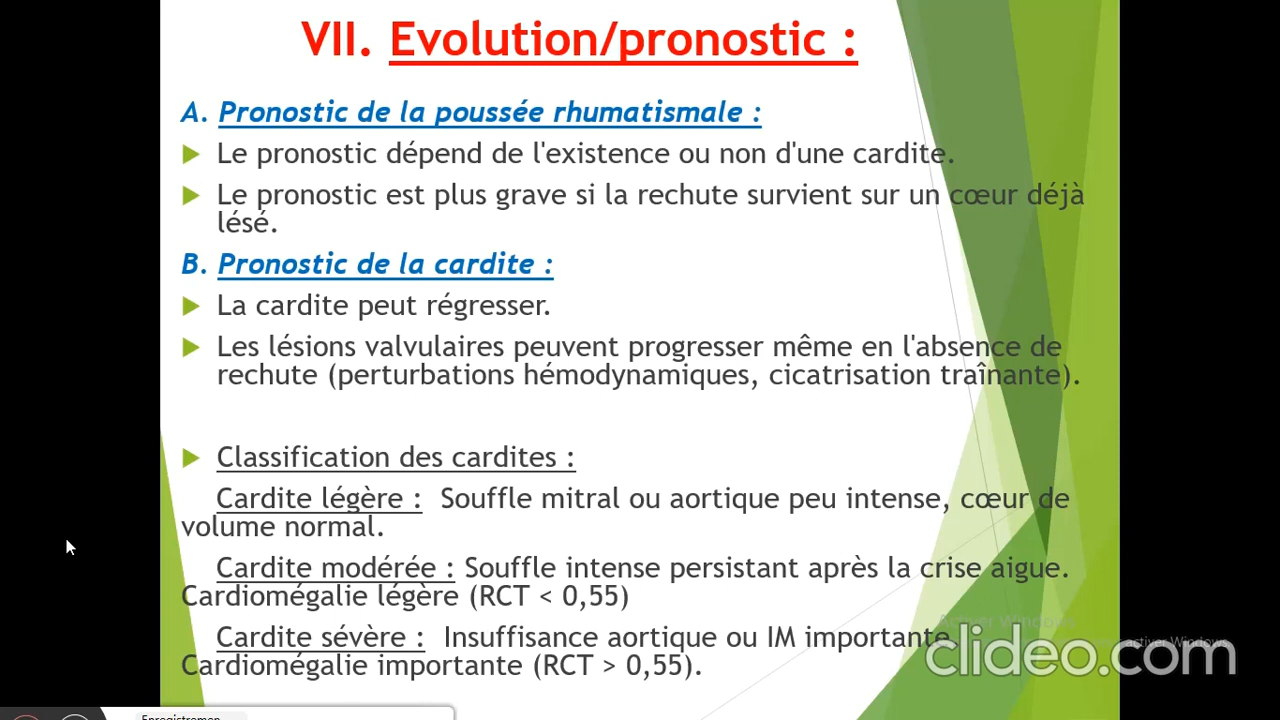 VII. Evolution/pronostic :
A. Pronostic de la poussée rhumatismale :
Le pronostic dépend de l'existence ou non d'une cardite.
Le pronostic est plus grave si la rechute survient sur un cœur déjà
lésé.
B. Pronostic de la cardite :
La cardite peut régresser.
Les lésions valvulaires peuvent progresser même en l'absence de
rechute (perturbations hémodynamiques, cicatrisation traînante).
Classification des cardites :
Cardite légère : Souffle mitral ou aortique peu intense, cœur de
volume normal.
Cardite modérée : Souffle intense persistant après la crise aigue.
Cardiomégalie légère (RCT < 0,55)
Cardite sévère : Insuffisance aortique ou IM importante
Cardiomégalie importante (RCT > 0,55).
Activer Windows
activer Windows
clideo.com
Enregistremen